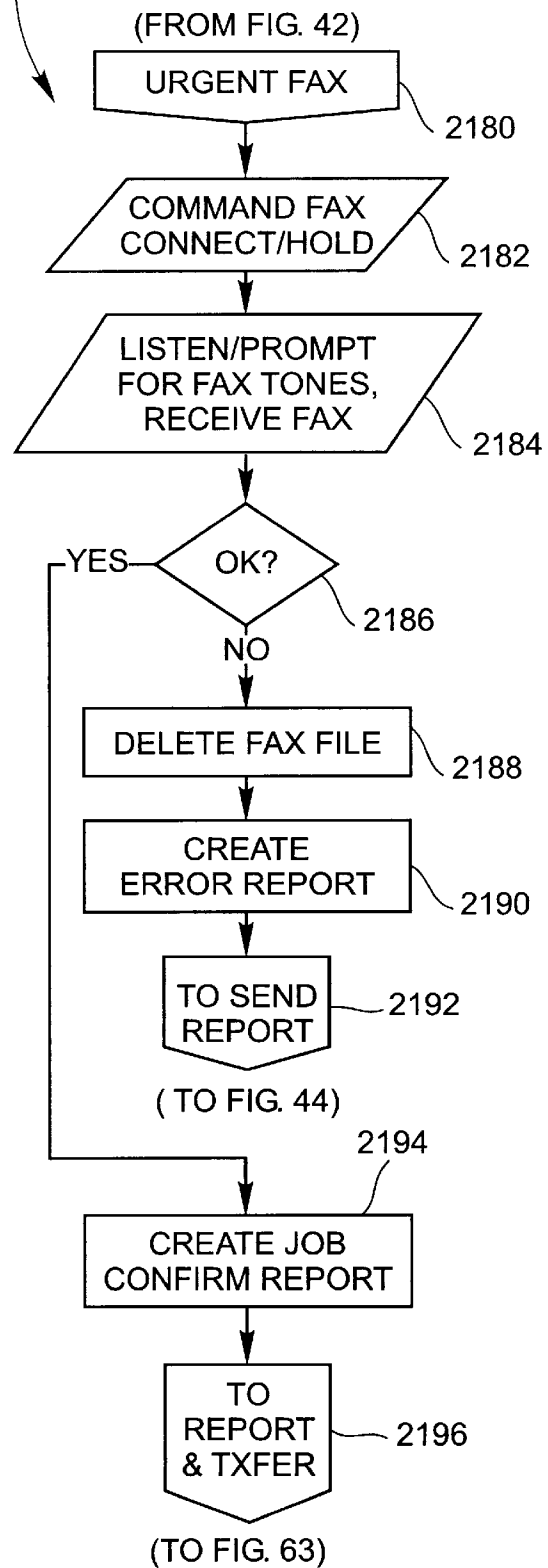 (FROM FIG. 42)
URGENT FAX
2180
COMMAND FAX
CONNECT/HOLD
2182
LISTEN/PROMPT
FOR FAX TONES,
RECEIVE FAX
2184
YES
OK?
2186
NO
DELETE FAX FILE
2188
CREATE
ERROR REPORT
2190
TO SEND
REPORT
2192
( TO FIG. 44)
2194
CREATE JOB
CONFIRM REPORT
TO
REPORT
& TXFER
2196
(TO FIG. 63)